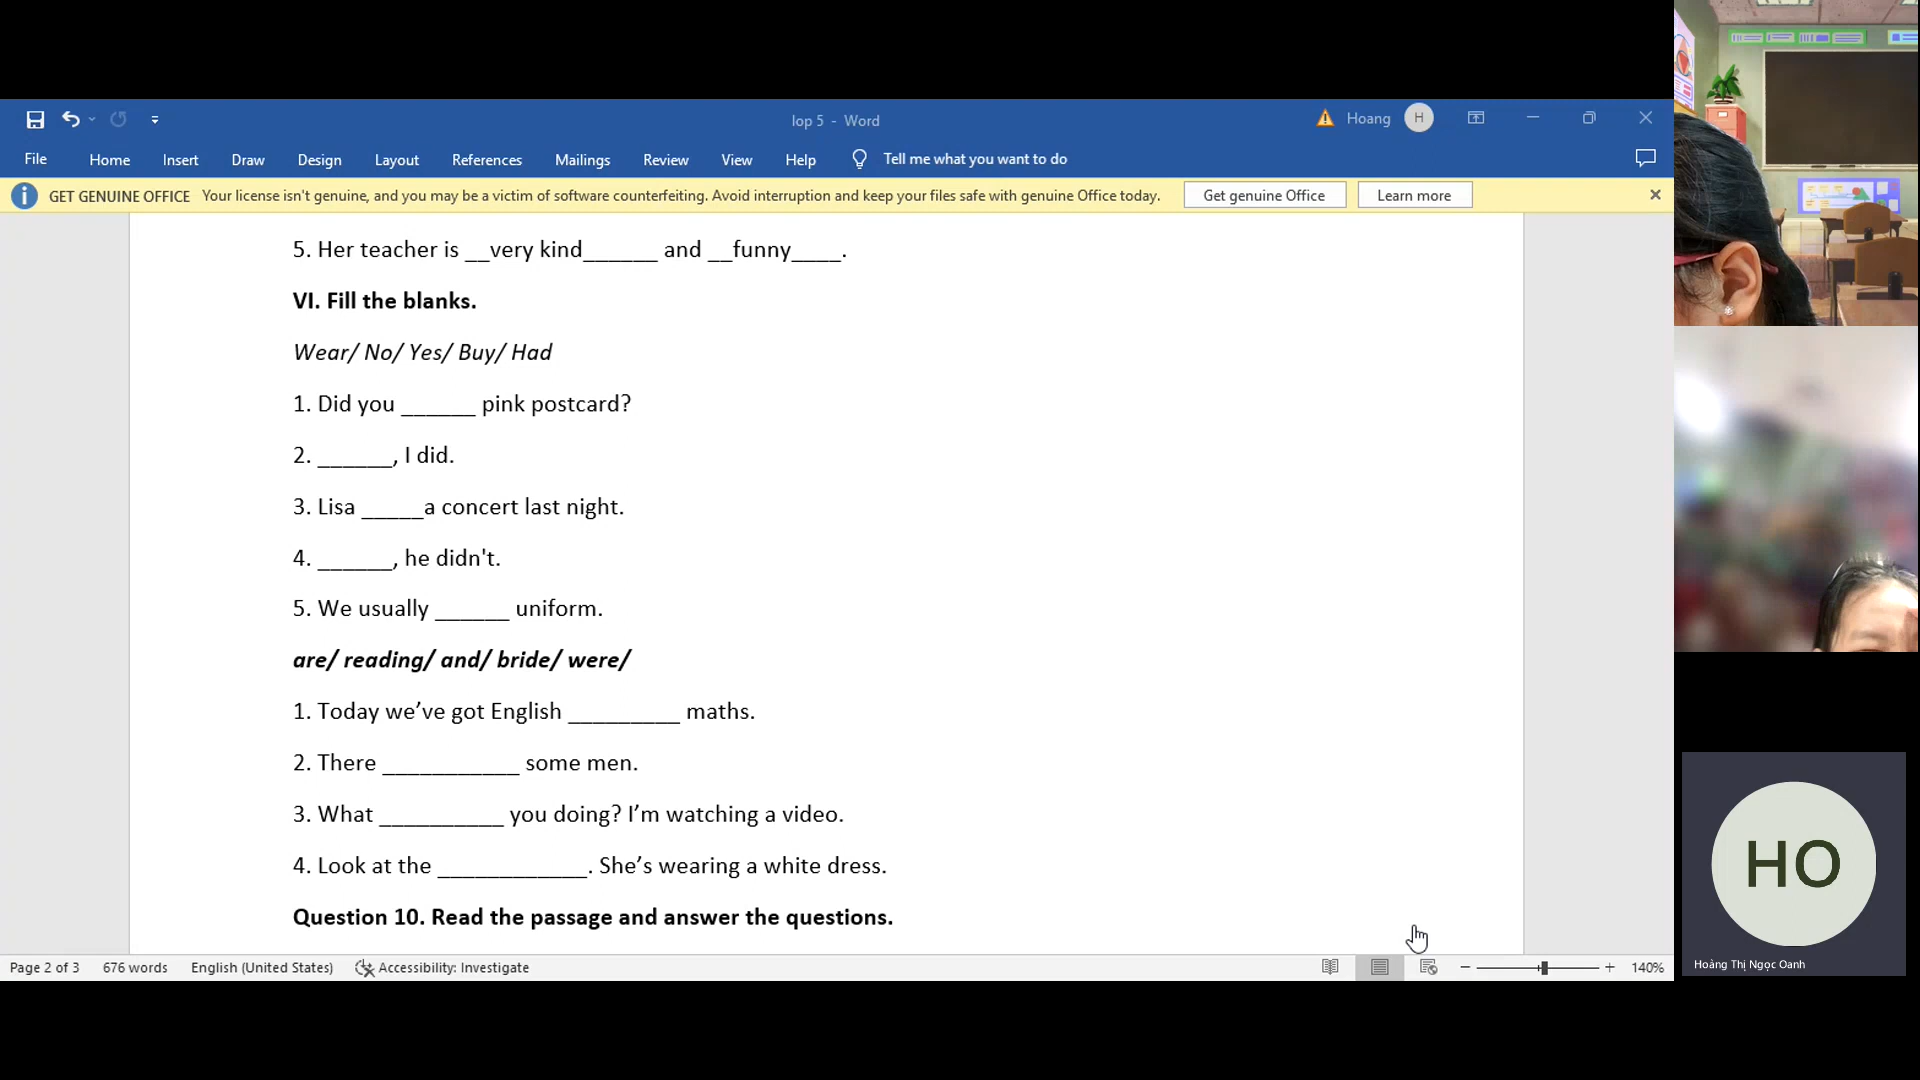 lop 5 - Word
Hoang
H
File Home Insert Draw Design Layout References Mailings Review View Help Tell me what you want to do
GET GENUINE OFFICE Your license isn't genuine, and you may be a victim of software counterfeiting. Avoid interruption and keep your files safe with genuine Office today. Get genuine Office Learn more
5. Her teacher is __very kind______ and __funny____.
VI. Fill the blanks.
Wear/ No/ Yes/ Buy/ Had
1. Did you ______ pink postcard?
2. ______, I did.
3. Lisa _____a concert last night.
4. ______, he didn't.
5. We usually ______ uniform.
are/ reading/ and/ bride/ were/
1. Today we’ve got English _________ maths.
2. There ___________ some men.
3. What __________ you doing? I’m watching a video.
4. Look at the ____________. She’s wearing a white dress.
Question 10. Read the passage and answer the questions.
Page 2 of 3 676 words English (United States) Accessibility: Investigate 140%
HO
Hoàng Thị Ngọc Oanh